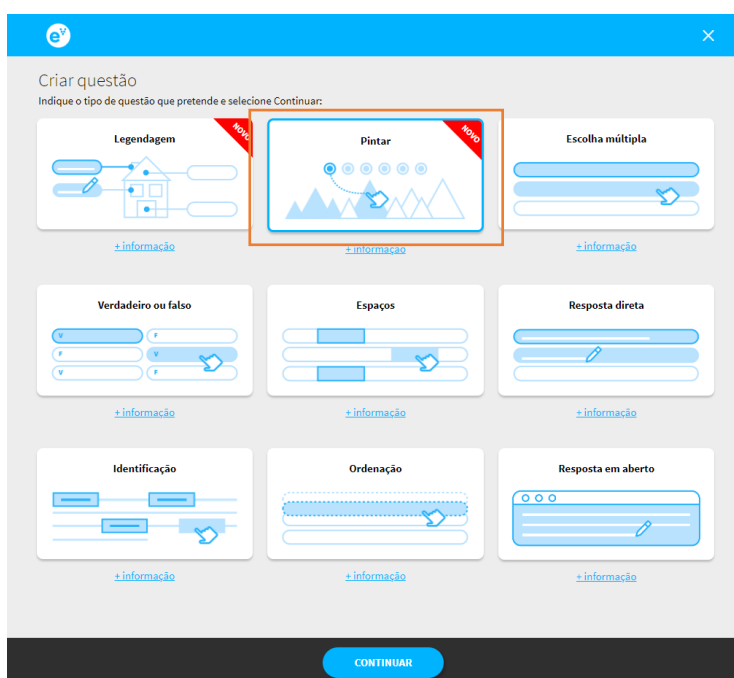 eV
Criar questão
Indique o tipo de questão que pretende e selecione Continuar:
Legendagem
NOVO
Pintar
NOVO
Escolha múltipla
+ informação
+ informação
+ informação
Verdadeiro ou falso
Espaços
Resposta direta
V F
F V
V F
+ informação
+ informação
+ informação
Identificação
Ordenação
Resposta em aberto
+ informação
+ informação
+ informação
CONTINUAR